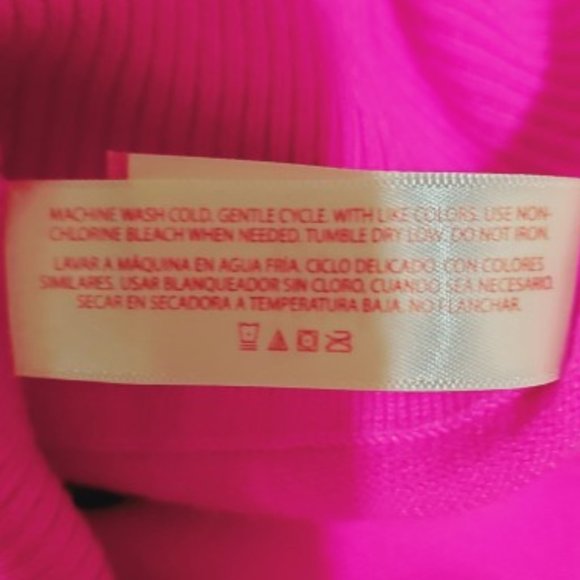 MACHINE WASH COLD. GENTLE CYCLE. WITH LIKE COLORS. USE NON-
CHLORINE BLEACH WHEN NEEDED. TUMBLE DRY LOW. DO NOT IRON.
LAVAR A MÁQUINA EN AGUA FRÍA. CICLO DELICADO. CON COLORES
SIMILARES. USAR BLANQUEADOR SIN CLORO, CUANDO SEA NECESARIO.
SECAR EN SECADORA A TEMPERATURA BAJA. NO PLANCHAR.